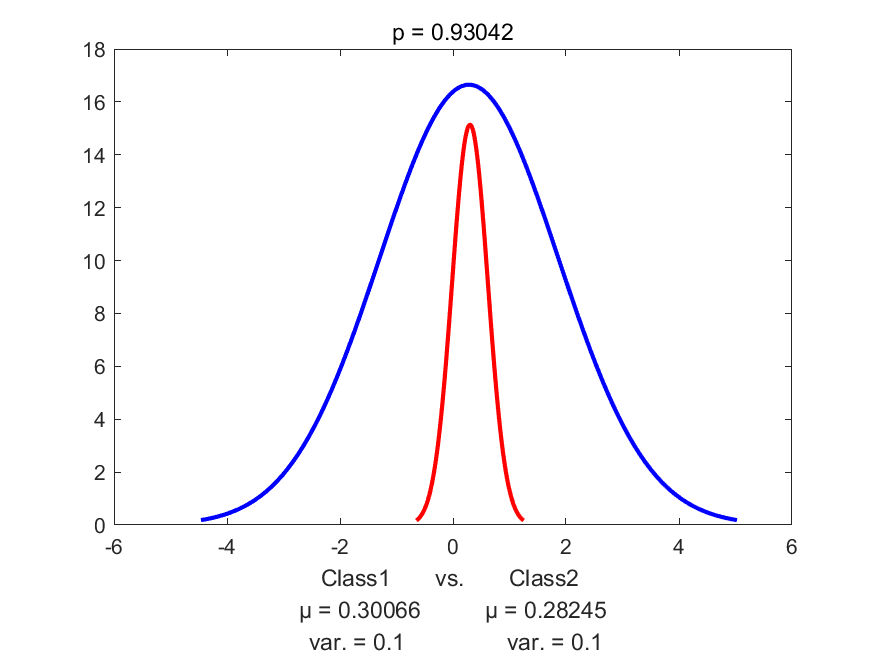 p = 0.93042
18
16
14
12
10
8
6
4
2
0
-6 -4 -2 0 2 4 6
Class1 vs. Class2
μ = 0.30066 μ = 0.28245
var. = 0.1 var. = 0.1